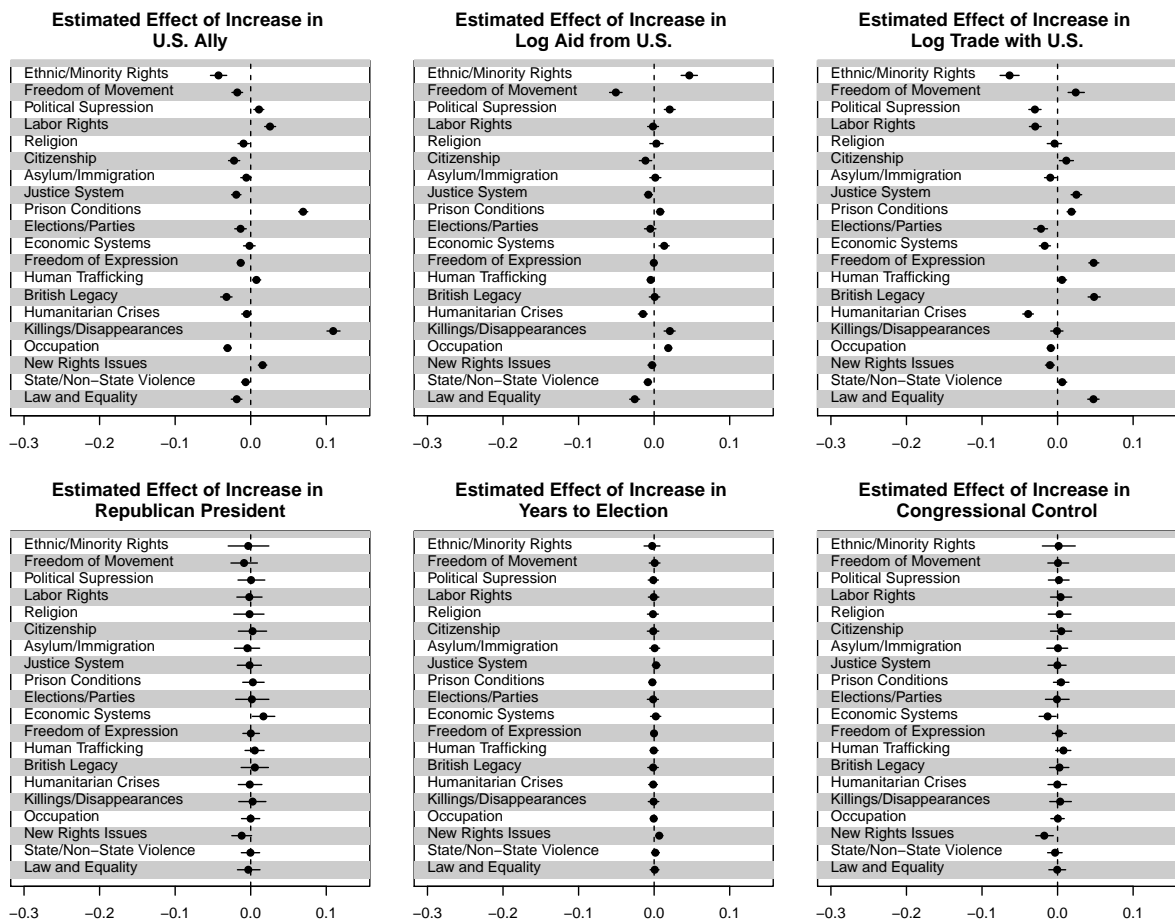 Estimated Effect of Increase in
U.S. Ally
Ethnic/Minority Rights
Freedom of Movement
Political Supression
Labor Rights
Religion
Citizenship
Asylum/Immigration
Justice System
Prison Conditions
Elections/Parties
Economic Systems
Freedom of Expression
Human Trafficking
British Legacy
Humanitarian Crises
Killings/Disappearances
Occupation
New Rights Issues
State/Non−State Violence
Law and Equality
−0.3 −0.2 −0.1 0.0 0.1
Estimated Effect of Increase in
Log Aid from U.S.
Ethnic/Minority Rights
Freedom of Movement
Political Supression
Labor Rights
Religion
Citizenship
Asylum/Immigration
Justice System
Prison Conditions
Elections/Parties
Economic Systems
Freedom of Expression
Human Trafficking
British Legacy
Humanitarian Crises
Killings/Disappearances
Occupation
New Rights Issues
State/Non−State Violence
Law and Equality
−0.3 −0.2 −0.1 0.0 0.1
Estimated Effect of Increase in
Log Trade with U.S.
Ethnic/Minority Rights
Freedom of Movement
Political Supression
Labor Rights
Religion
Citizenship
Asylum/Immigration
Justice System
Prison Conditions
Elections/Parties
Economic Systems
Freedom of Expression
Human Trafficking
British Legacy
Humanitarian Crises
Killings/Disappearances
Occupation
New Rights Issues
State/Non−State Violence
Law and Equality
−0.3 −0.2 −0.1 0.0 0.1
Estimated Effect of Increase in
Republican President
Ethnic/Minority Rights
Freedom of Movement
Political Supression
Labor Rights
Religion
Citizenship
Asylum/Immigration
Justice System
Prison Conditions
Elections/Parties
Economic Systems
Freedom of Expression
Human Trafficking
British Legacy
Humanitarian Crises
Killings/Disappearances
Occupation
New Rights Issues
State/Non−State Violence
Law and Equality
−0.3 −0.2 −0.1 0.0 0.1
Estimated Effect of Increase in
Years to Election
Ethnic/Minority Rights
Freedom of Movement
Political Supression
Labor Rights
Religion
Citizenship
Asylum/Immigration
Justice System
Prison Conditions
Elections/Parties
Economic Systems
Freedom of Expression
Human Trafficking
British Legacy
Humanitarian Crises
Killings/Disappearances
Occupation
New Rights Issues
State/Non−State Violence
Law and Equality
−0.3 −0.2 −0.1 0.0 0.1
Estimated Effect of Increase in
Congressional Control
Ethnic/Minority Rights
Freedom of Movement
Political Supression
Labor Rights
Religion
Citizenship
Asylum/Immigration
Justice System
Prison Conditions
Elections/Parties
Economic Systems
Freedom of Expression
Human Trafficking
British Legacy
Humanitarian Crises
Killings/Disappearances
Occupation
New Rights Issues
State/Non−State Violence
Law and Equality
−0.3 −0.2 −0.1 0.0 0.1